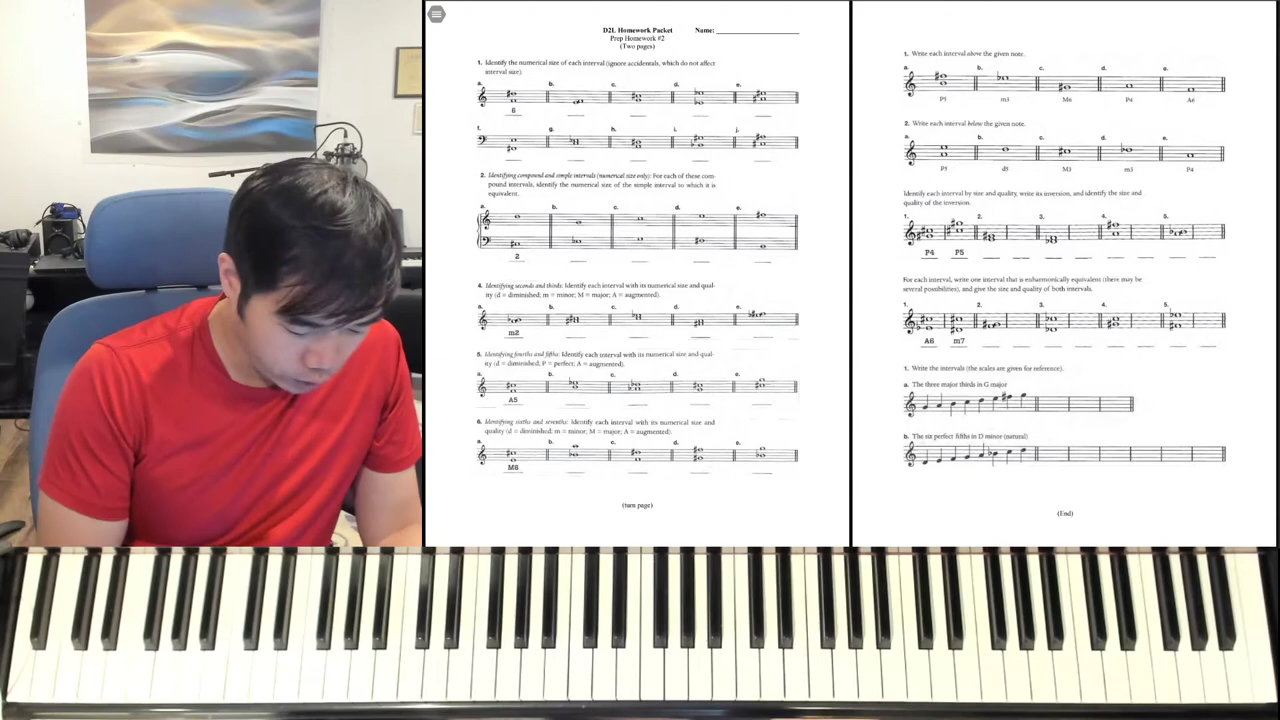 D21. Homework Packet Name:
Prep Homework #2
(Two pages)
1. Identify the numerical size of each interval (ignore accidentals, which do not affect
interval size).
a. b. c. d. e.
6
f. g. h. i. j.
2. Identifying compound and simple intervals (numerical size only): For each of these com-
pound intervals, identify the numerical size of the simple interval to which it is
equivalent.
a. b. c. d. e.
2
4. Identifying seconds and thirds: Identify each interval with its numerical size and qual-
ity (d = diminished; m = minor; M = major; A = augmented).
a. b. c. d. e.
m2
5. Identifying fourths and fifths: Identify each interval with its numerical size and qual-
ity (d = diminished; P = perfect; A = augmented).
a. b. c. d. e.
A5
6. Identifying sixths and sevenths: Identify each interval with its numerical size and
quality (d = diminished; m = minor; M = major; A = augmented).
a. b. c. d. e.
M6
(turn page)
1. Write each interval above the given note.
a. b. c. d. e.
P5 m3 M6 P4 A6
2. Write each interval below the given note.
a. b. c. d. e.
P5 d5 M3 m3 P4
Identify each interval by size and quality, write its inversion, and identify the size and
quality of the inversion.
1. 2. 3. 4. 5.
P4 P5
For each interval, write one interval that is enharmonically equivalent (there may be
several possibilities), and give the size and quality of both intervals.
1. 2. 3. 4. 5.
A6 m7
1. Write the intervals (the scales are given for reference).
a. The three major thirds in G major
b. The six perfect fifths in D minor (natural)
(End)